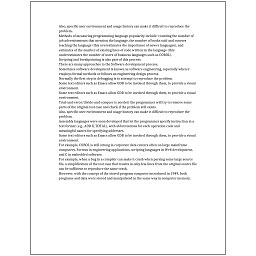 Also, specific user environment and usage history can make it difficult to reproduce the
problem.
Methods of measuring programming language popularity include: counting the number of
job advertisements that mention the language, the number of books sold and courses
teaching the language (this overestimates the importance of newer languages), and
estimates of the number of existing lines of code written in the language (this
underestimates the number of users of business languages such as COBOL).
Scripting and breakpointing is also part of this process.
There are many approaches to the Software development process.
Sometimes software development is known as software engineering, especially when it
employs formal methods or follows an engineering design process.
Normally the first step in debugging is to attempt to reproduce the problem.
Some text editors such as Emacs allow GDB to be invoked through them, to provide a visual
environment.
Some text editors such as Emacs allow GDB to be invoked through them, to provide a visual
environment.
Trial-and-error/divide-and-conquer is needed: the programmer will try to remove some
parts of the original test case and check if the problem still exists.
Also, specific user environment and usage history can make it difficult to reproduce the
problem.
Assembly languages were soon developed that let the programmer specify instruction in a
text format (e.g., ADD X, TOTAL), with abbreviations for each operation code and
meaningful names for specifying addresses.
Some text editors such as Emacs allow GDB to be invoked through them, to provide a visual
environment.
For example, COBOL is still strong in corporate data centers often on large mainframe
computers, Fortran in engineering applications, scripting languages in Web development,
and C in embedded software.
For example, when a bug in a compiler can make it crash when parsing some large source
file, a simplification of the test case that results in only few lines from the original source file
can be sufficient to reproduce the same crash.
However, with the concept of the stored-program computer introduced in 1949, both
programs and data were stored and manipulated in the same way in computer memory.